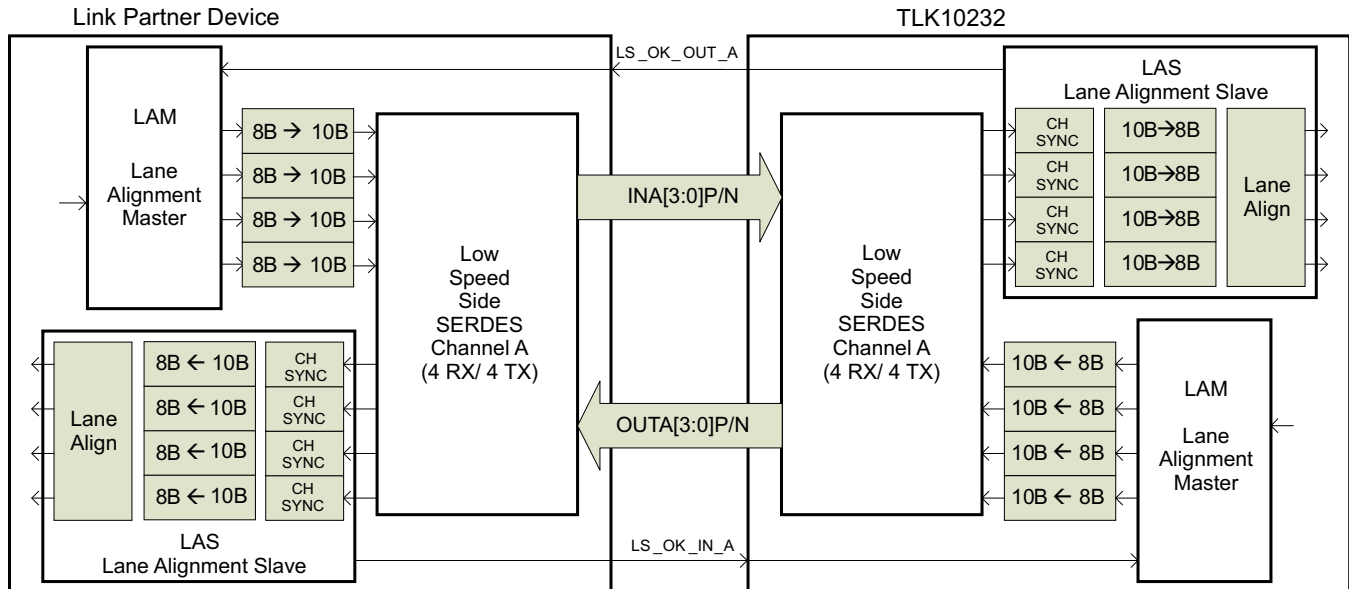 Link Partner Device
TLK10232
LS_OK_OUT_A
LAM
Lane
Alignment
Master
8B → 10B
8B → 10B
8B → 10B
8B → 10B
Low
Speed
Side
SERDES
Channel A
(4 RX/ 4 TX)
INA[3:0]P/N
Low
Speed
Side
SERDES
Channel A
(4 RX/ 4 TX)
LAS
Lane Alignment Slave
CH
SYNC
CH
SYNC
CH
SYNC
CH
SYNC
10B→8B
10B→8B
10B→8B
10B→8B
Lane
Align
Lane
Align
8B ← 10B
8B ← 10B
8B ← 10B
8B ← 10B
CH
SYNC
CH
SYNC
CH
SYNC
CH
SYNC
LAS
Lane Alignment Slave
OUTA[3:0]P/N
10B ← 8B
10B ← 8B
10B ← 8B
10B ← 8B
LAM
Lane
Alignment
Master
LS_OK_IN_A